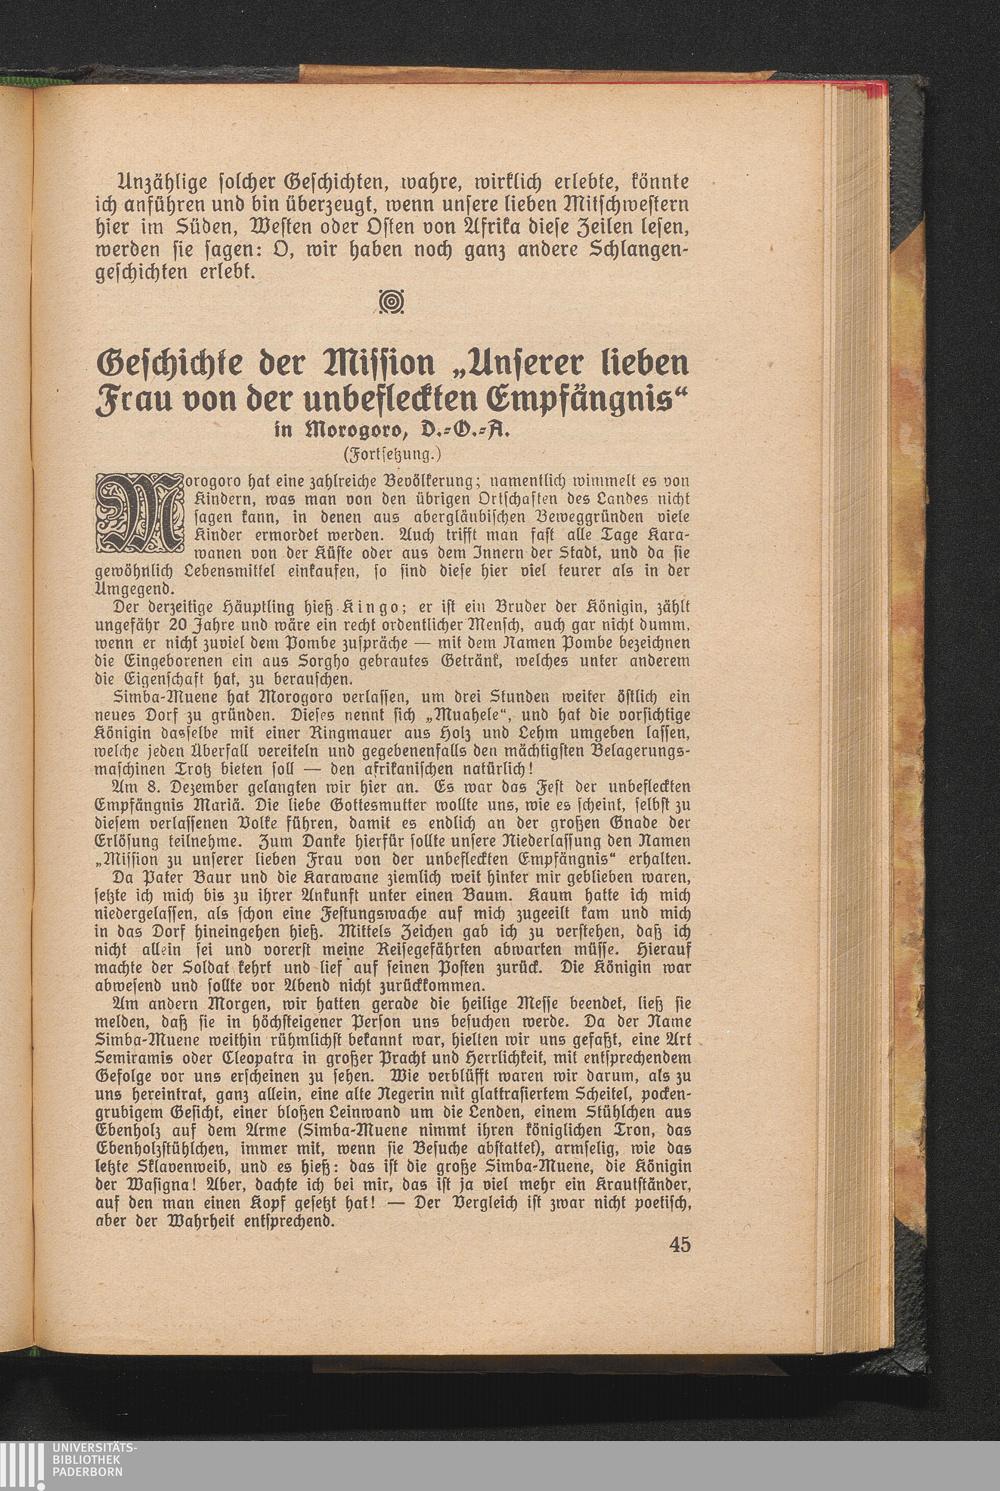 Unzählige solcher Geschichten, wahre, wirklich erlebte, könnte
ich anführen und bin überzeugt, wenn unsere lieben Mitschwestern
hier im Süden, Westen oder Osten von Afrika diese Zeilen lesen,
werden sie sagen: O, wir haben noch ganz andere Schlangen-
geschichten erlebt.
Geschichte der Mission „Unserer lieben
Frau von der unbefleckten Empfängnis“
in Morogoro, D.-O.-A.
(Fortsetzung.)
Morogoro hat eine zahlreiche Bevölkerung; namentlich wimmelt es von
Kindern, was man von den übrigen Ortschaften des Landes nicht
sagen kann, in denen aus abergläubischen Beweggründen viele
Kinder ermordet werden. Auch trifft man fast alle Tage Kara-
wanen von der Küste oder aus dem Innern der Stadt, und da sie
gewöhnlich Lebensmittel einkaufen, so sind diese hier viel teurer als in der
Umgegend.
Der derzeitige Häuptling hieß Kingo; er ist ein Bruder der Königin, zählt
ungefähr 20 Jahre und wäre ein recht ordentlicher Mensch, auch gar nicht dumm,
wenn er nicht zuviel dem Pombe zuspräche — mit dem Namen Pombe bezeichnen
die Eingeborenen ein aus Sorgho gebrautes Getränk, welches unter anderem
die Eigenschaft hat, zu berauschen.
Simba-Muene hat Morogoro verlassen, um drei Stunden weiter östlich ein
neues Dorf zu gründen. Dieses nennt sich „Muahele“, und hat die vorsichtige
Königin dasselbe mit einer Ringmauer aus Holz und Lehm umgeben lassen,
welche jeden Überfall vereiteln und gegebenenfalls den mächtigsten Belagerungs-
maschinen Trotz bieten soll — den afrikanischen natürlich!
Am 8. Dezember gelangten wir hier an. Es war das Fest der unbefleckten
Empfängnis Mariä. Die liebe Gottesmutter wollte uns, wie es scheint, selbst zu
diesem verlassenen Volke führen, damit es endlich an der großen Gnade der
Erlösung teilnehme. Zum Danke hierfür sollte unsere Niederlassung den Namen
„Mission zu unserer lieben Frau von der unbefleckten Empfängnis“ erhalten.
Da Pater Baur und die Karawane ziemlich weit hinter mir geblieben waren,
setzte ich mich bis zu ihrer Ankunft unter einen Baum. Kaum hatte ich mich
niedergelassen, als schon eine Festungswache auf mich zugeeilt kam und mich
in das Dorf hineingehen hieß. Mittels Zeichen gab ich zu verstehen, daß ich
nicht allein sei und vorerst meine Reisegefährten abwarten müsse. Hierauf
machte der Soldat kehrt und lief auf seinen Posten zurück. Die Königin war
abwesend und sollte vor Abend nicht zurückkommen.
Am andern Morgen, wir hatten gerade die heilige Messe beendet, ließ sie
melden, daß sie in höchsteigener Person uns besuchen werde. Da der Name
Simba-Muene weithin rühmlichst bekannt war, hielten wir uns gefaßt, eine Art
Semiramis oder Cleopatra in großer Pracht und Herrlichkeit, mit entsprechendem
Gefolge vor uns erscheinen zu sehen. Wie verblüfft waren wir darum, als zu
uns hereintrat, ganz allein, eine alte Negerin mit glattrasiertem Scheitel, pocken-
grubigem Gesicht, einer bloßen Leinwand um die Lenden, einem Stühlchen aus
Ebenholz auf dem Arme (Simba-Muene nimmt ihren königlichen Tron, das
Ebenholzstühlchen, immer mit, wenn sie Besuche abstattet), armselig, wie das
letzte Sklavenweib, und es hieß: das ist die große Simba-Muene, die Königin
der Wasigna! Aber, dachte ich bei mir, das ist ja viel mehr ein Krautständer,
auf den man einen Kopf gesetzt hat! — Der Vergleich ist zwar nicht poetisch,
aber der Wahrheit entsprechend.
45
UNIVERSITÄTS-
BIBLIOTHEK
PADERBORN